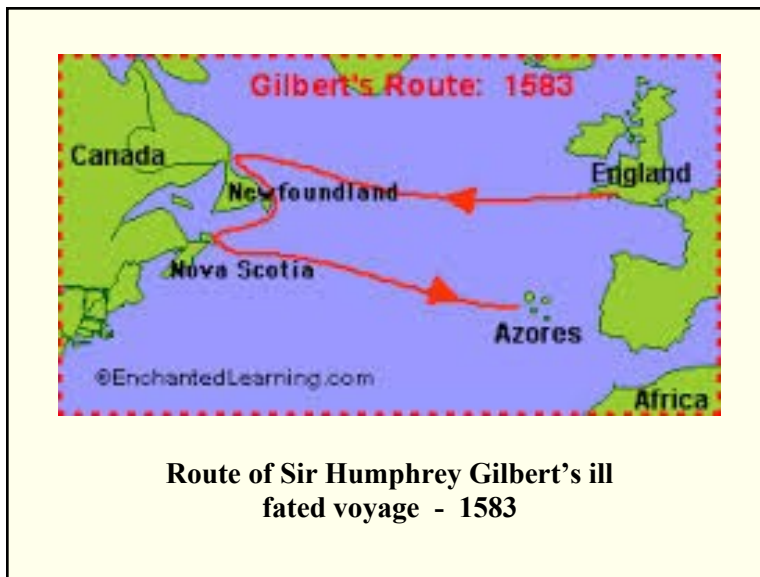 Gilbert's Route: 1583
Canada
England
Newfoundland
Nova Scotia
Azores
©EnchantedLearning.com
Africa
Route of Sir Humphrey Gilbert’s ill
fated voyage - 1583